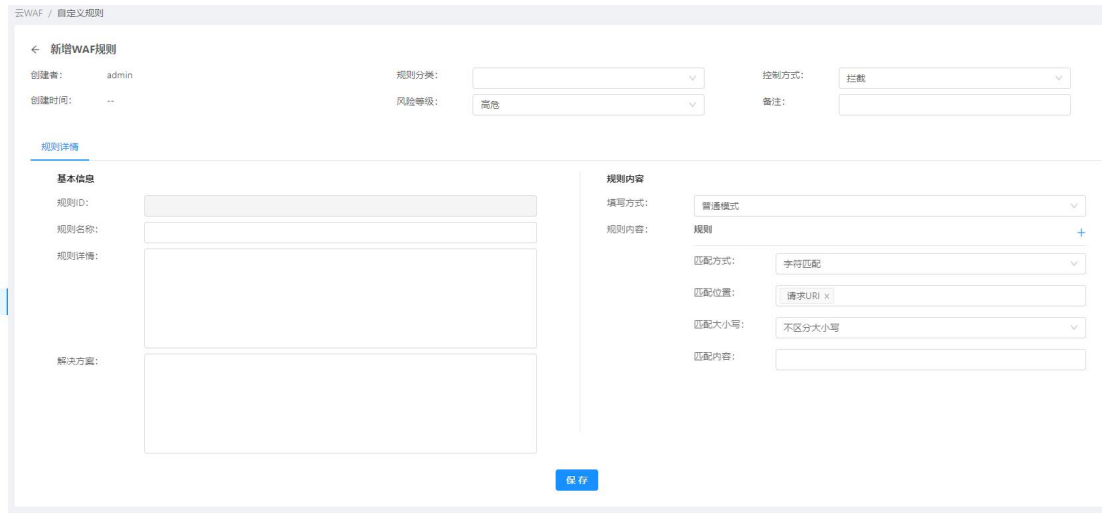 云WAF / 自定义规则
← 新增WAF规则
创建者： admin 规则分类： 控制方式： 拦截
创建时间： -- 风险等级： 高危 备注：
规则详情
基本信息 规则内容
规则ID： 填写方式： 普通模式
规则名称： 规则内容： 规则 +
规则详情： 匹配方式： 字符匹配
匹配位置： 请求URI ×
匹配大小写： 不区分大小写
解决方案： 匹配内容：
保存